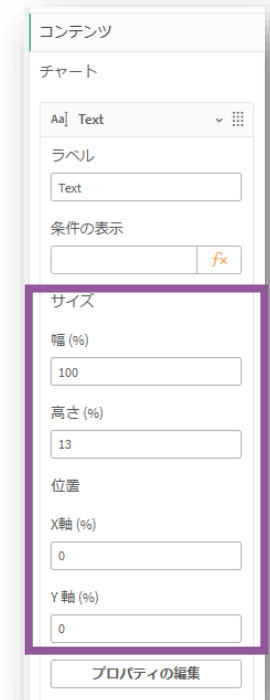 コンテンツ
チャート
Aa Text
ラベル
Text
条件の表示
fx
サイズ
幅 (%)
100
高さ (%)
13
位置
X軸 (%)
0
Y 軸 (%)
0
プロパティの編集